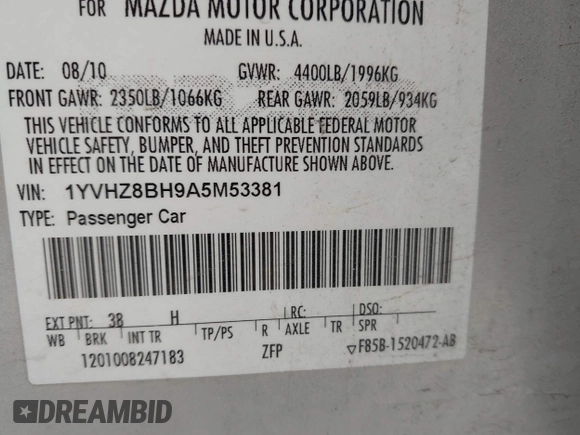 FOR MAZDA MOTOR CORPORATION
MADE IN U.S.A.
DATE: 08/10 GVWR: 4400LB/1996KG
FRONT GAWR: 2350LB/1066KG REAR GAWR: 2059LB/934KG
THIS VEHICLE CONFORMS TO ALL APPLICABLE FEDERAL MOTOR
VEHICLE SAFETY, BUMPER, AND THEFT PREVENTION STANDARDS
IN EFFECT ON THE DATE OF MANUFACTURE SHOWN ABOVE.
VIN: 1YVHZ8BH9A5M53381
TYPE: Passenger Car
EXT PNT: 38 H RC: DSO:
WB BRK INT TR TP/PS R AXLE TR SPR
1201008247183 ZFP ▽F85B-1520472-AB
DREAMBID